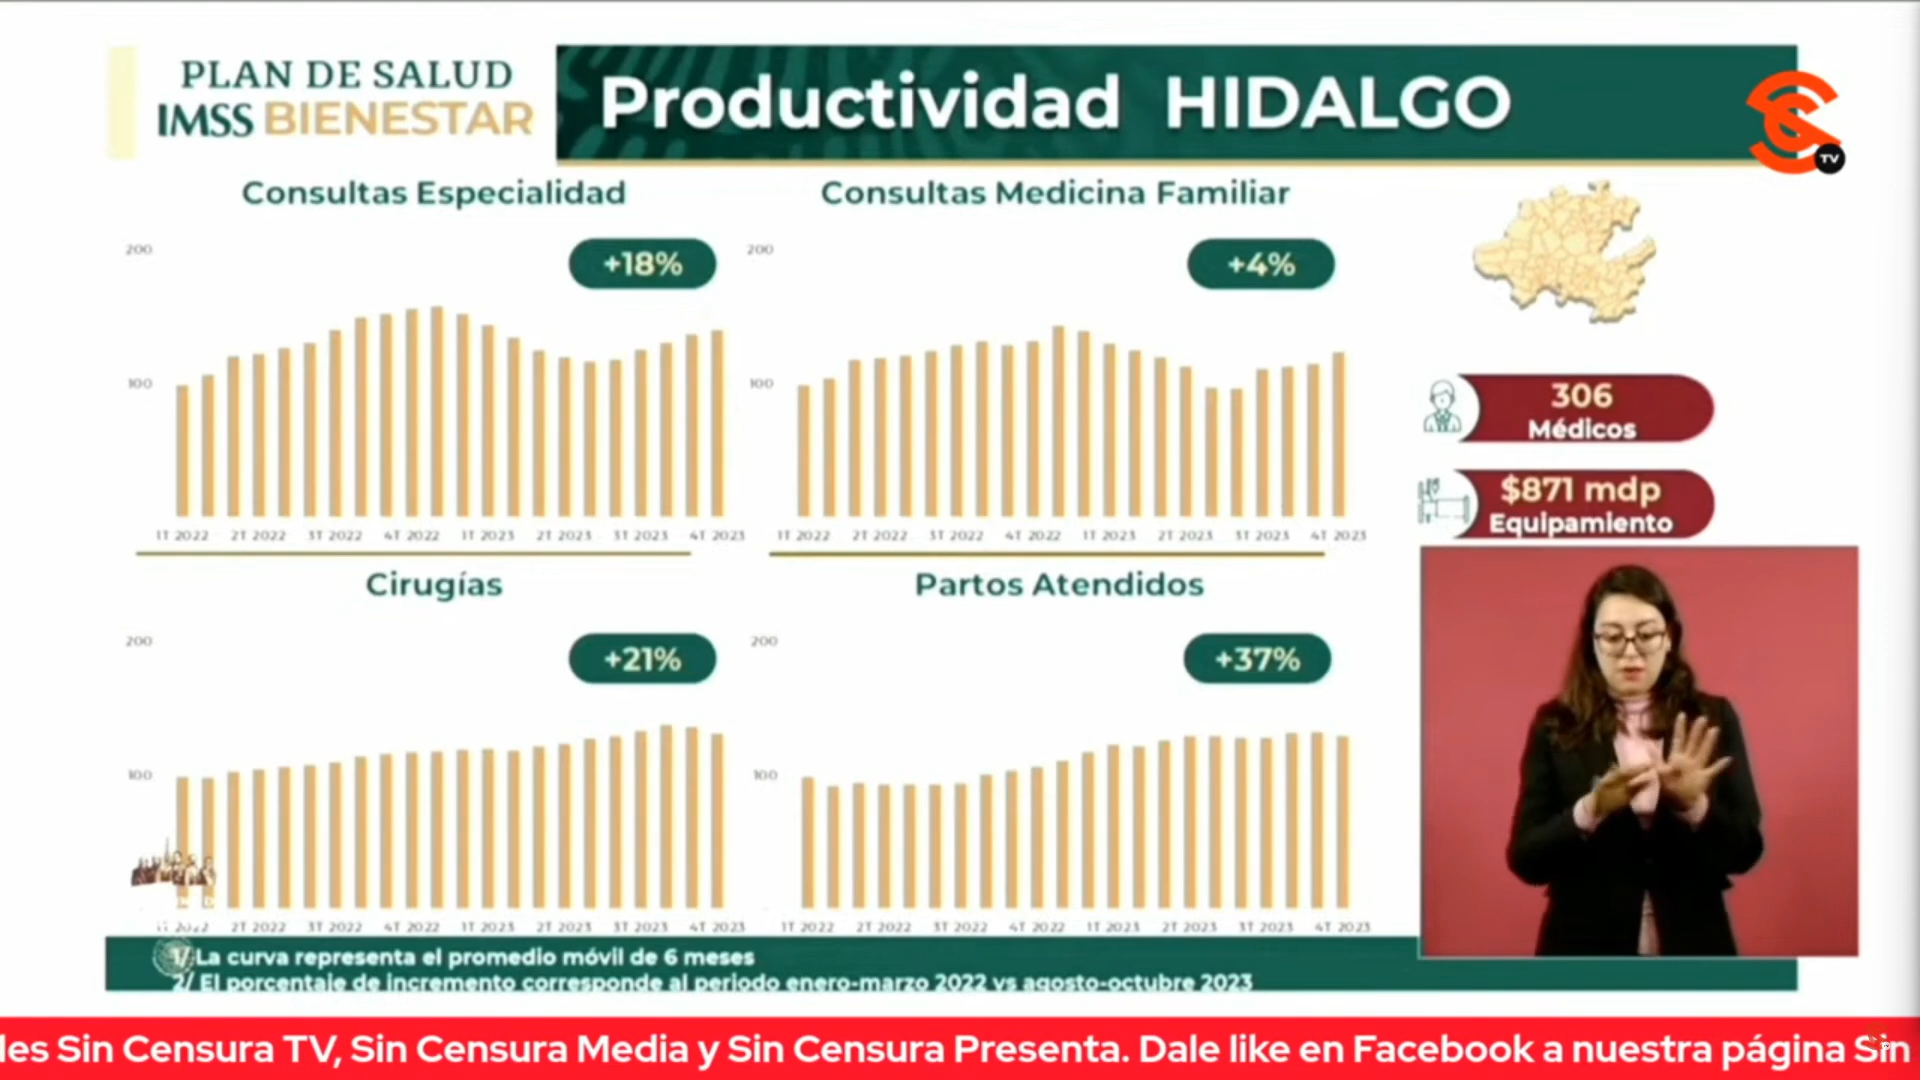 PLAN DE SALUD
IMSS BIENESTAR
Productividad HIDALGO
TV
Consultas Especialidad
+18%
200
100
1T 2022 2T 2022 3T 2022 4T 2022 1T 2023 2T 2023 3T 2023 4T 2023
Consultas Medicina Familiar
+4%
200
100
1T 2022 2T 2022 3T 2022 4T 2022 1T 2023 2T 2023 3T 2023 4T 2023
306
Médicos
$871 mdp
Equipamiento
Cirugías
+21%
200
100
1T 2022 2T 2022 3T 2022 4T 2022 1T 2023 2T 2023 3T 2023 4T 2023
Partos Atendidos
+37%
200
100
1T 2022 2T 2022 3T 2022 4T 2022 1T 2023 2T 2023 3T 2023 4T 2023
1/ La curva representa el promedio móvil de 6 meses
2/ El porcentaje de incremento corresponde al periodo enero-marzo 2022 vs agosto-octubre 2023
les Sin Censura TV, Sin Censura Media y Sin Censura Presenta. Dale like en Facebook a nuestra página Sin